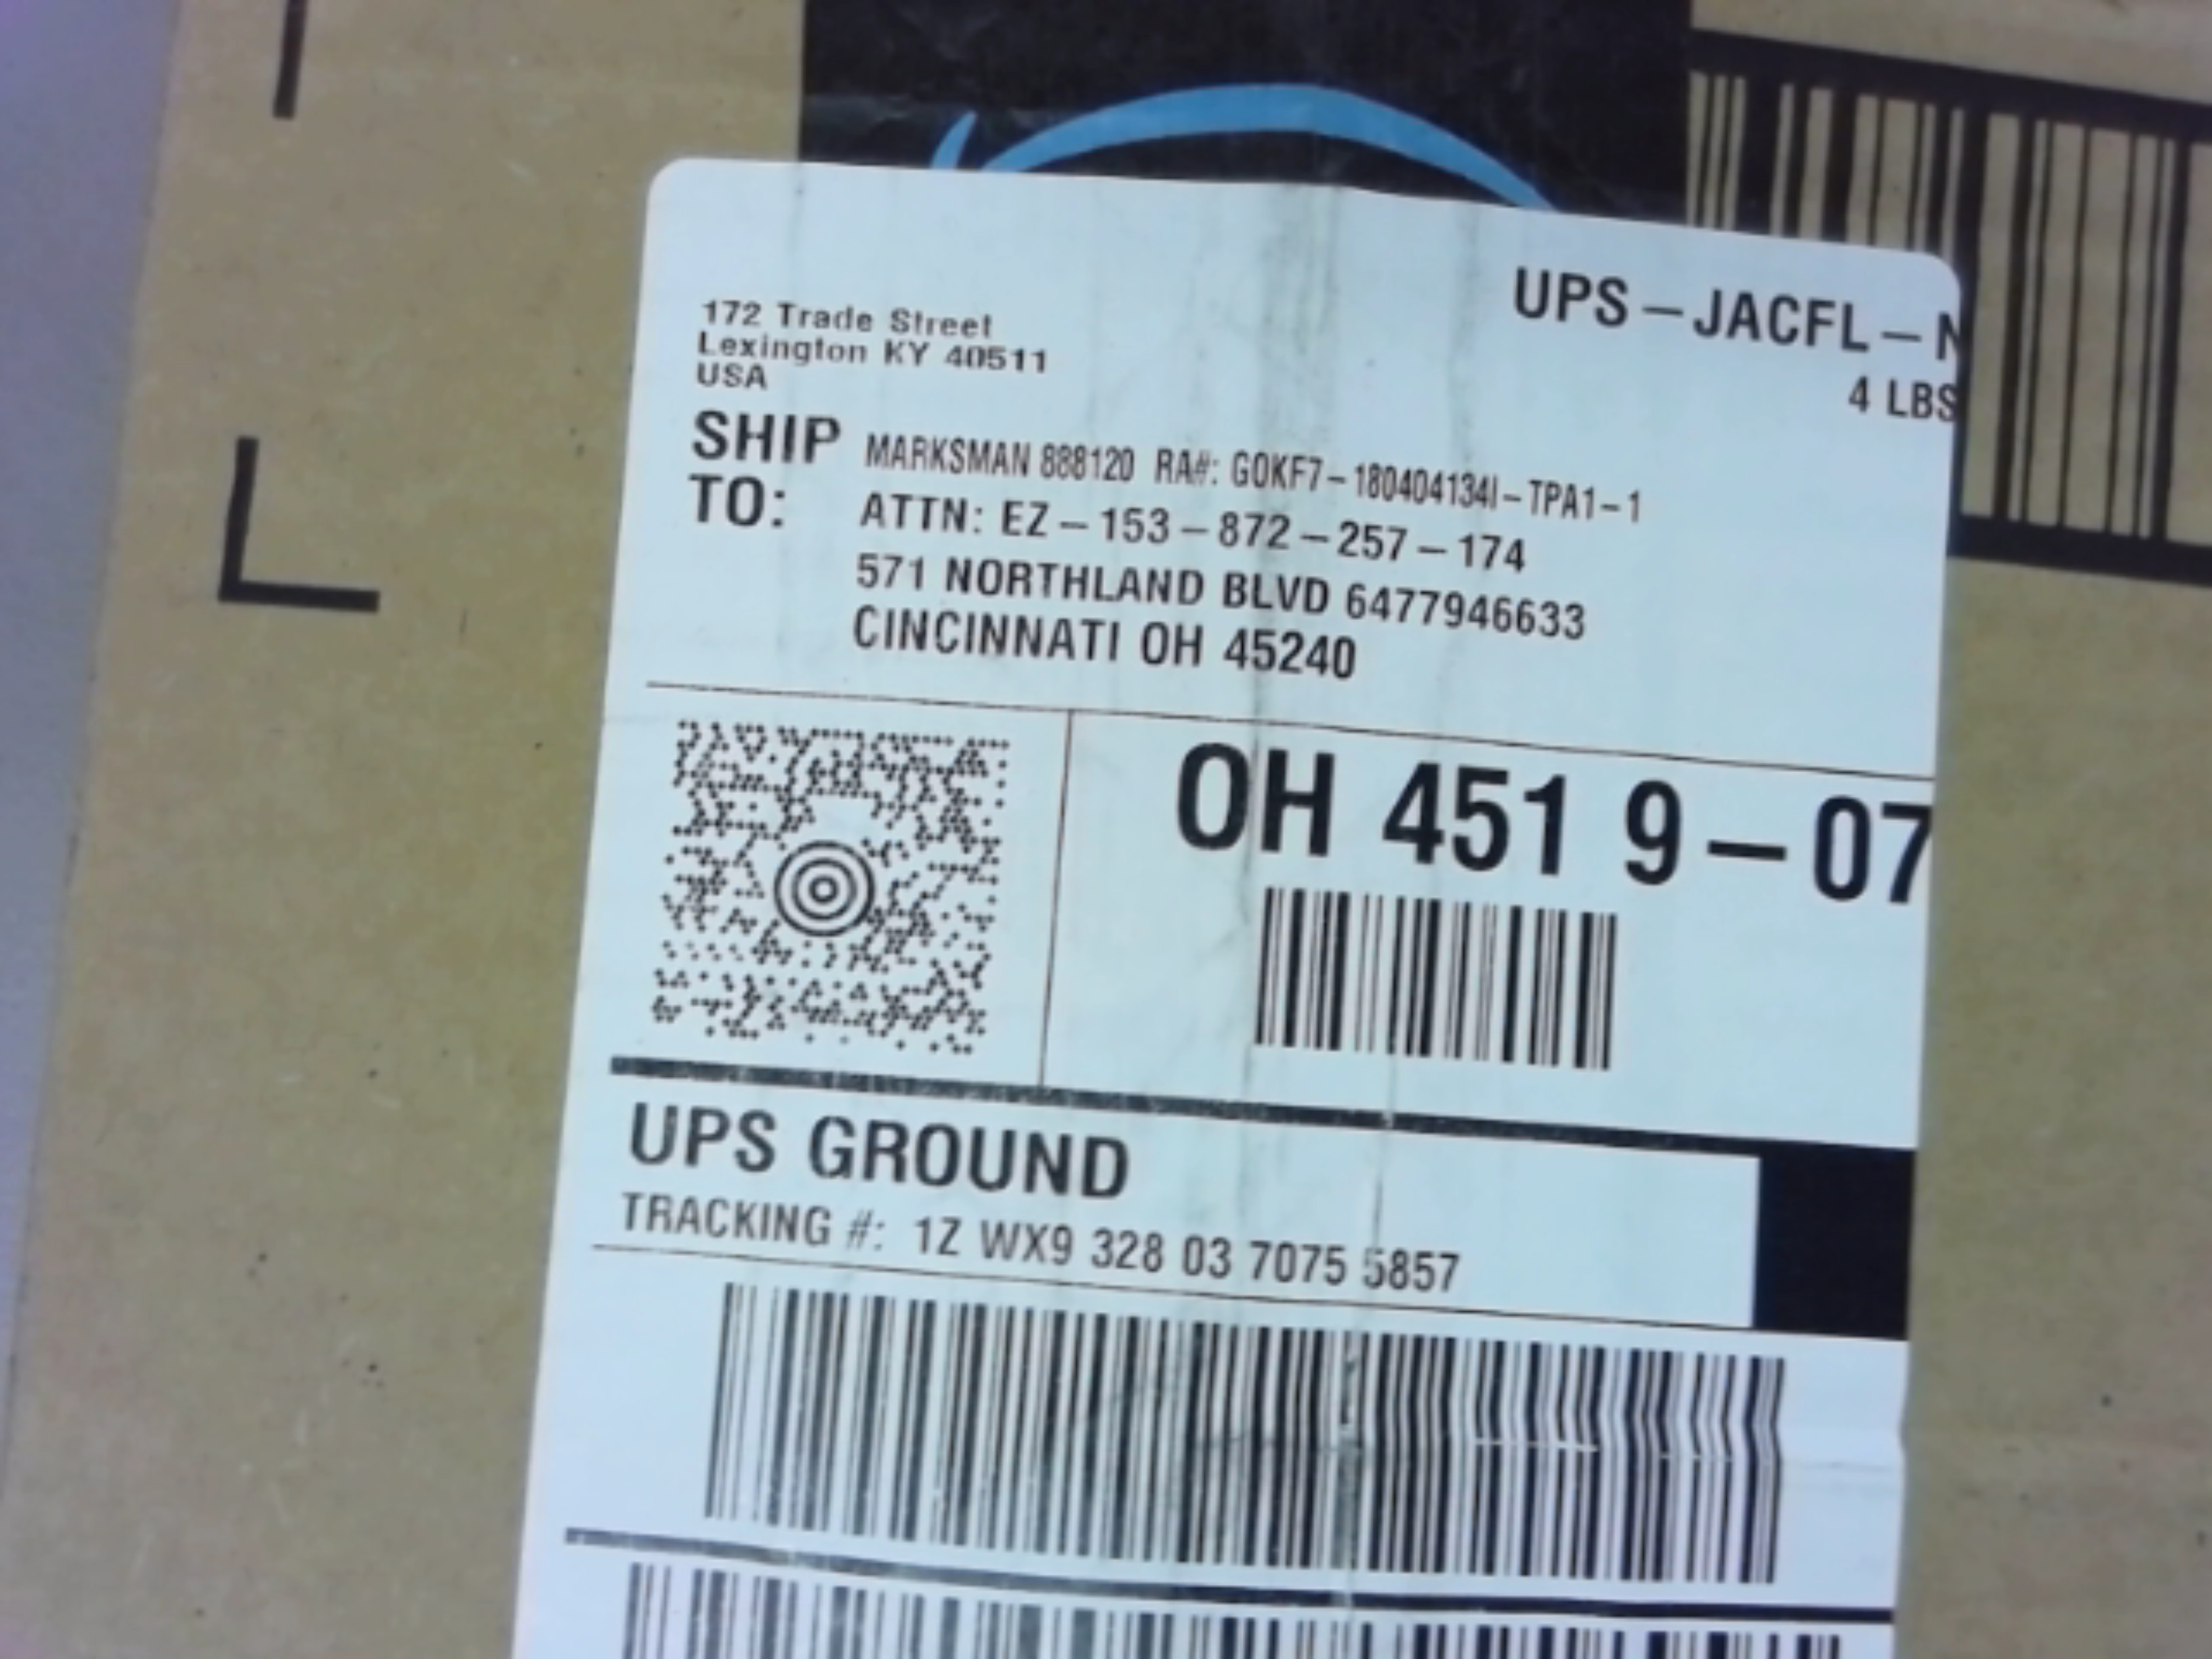 UPS-JACFL-N
4 LBS
172 Trade Street
Lexington KY 40511
USA
SHIP TO:
MARKSMAN 888120 RA#: G0KF7-180404134I-TPA1-1
ATTN: EZ-153-872-257-174
571 NORTHLAND BLVD 6477946633
CINCINNATI OH 45240
OH 451 9-07
UPS GROUND
TRACKING #: 1Z WX9 328 03 7075 5857